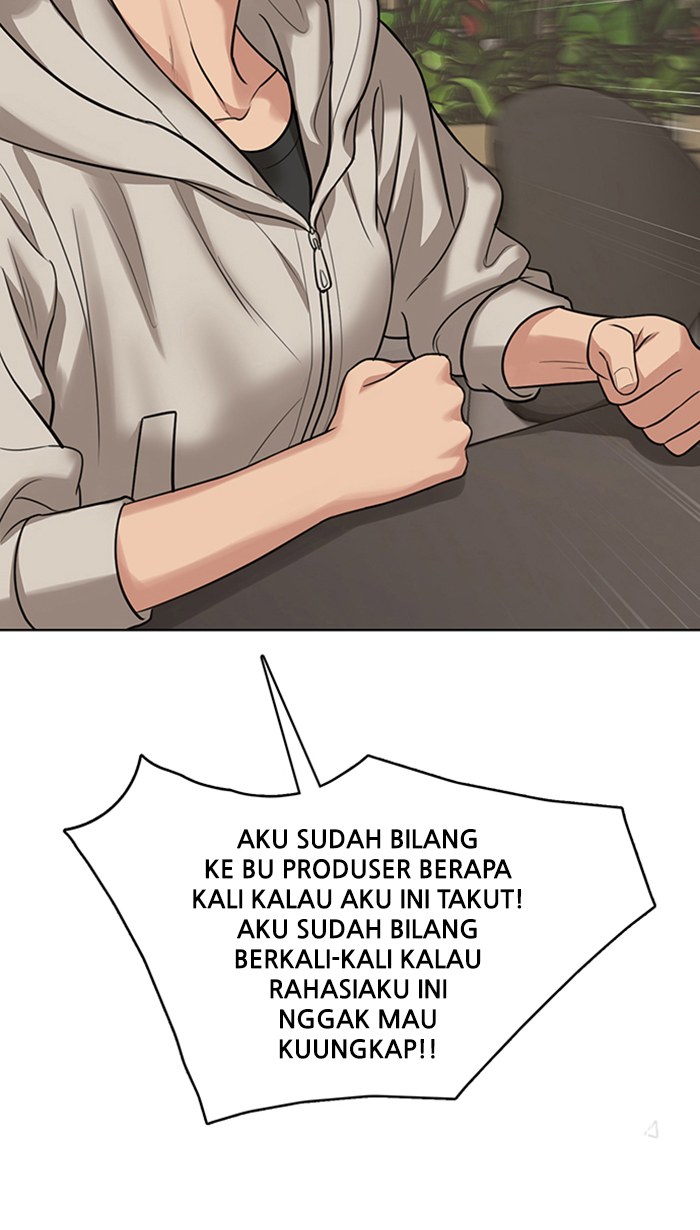 AKU SUDAH BILANG
KE BU PRODUSER BERAPA
KALI KALAU AKU INI TAKUT!
AKU SUDAH BILANG
BERKALI-KALI KALAU
RAHASIAKU INI
NGGAK MAU
KUUNGKAP!!